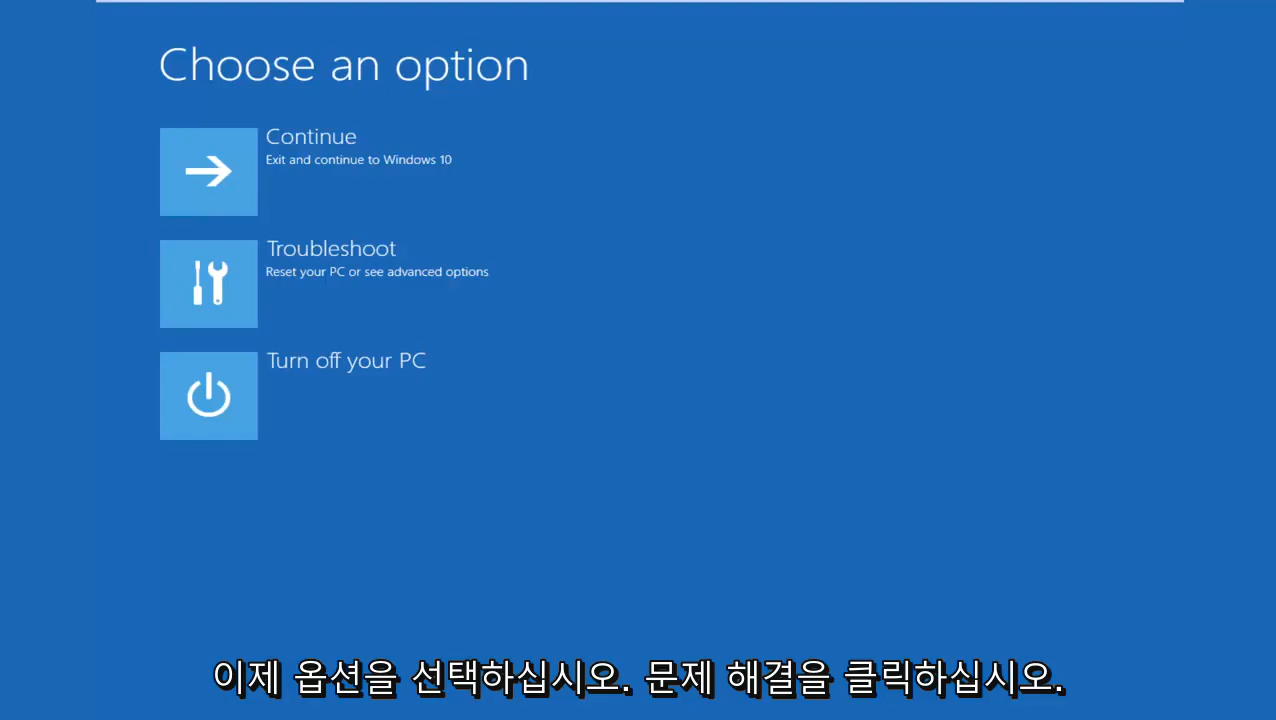 Choose an option
Continue
Exit and continue to Windows 10
Troubleshoot
Reset your PC or see advanced options
Turn off your PC
이제 옵션을 선택하십시오. 문제 해결을 클릭하십시오.